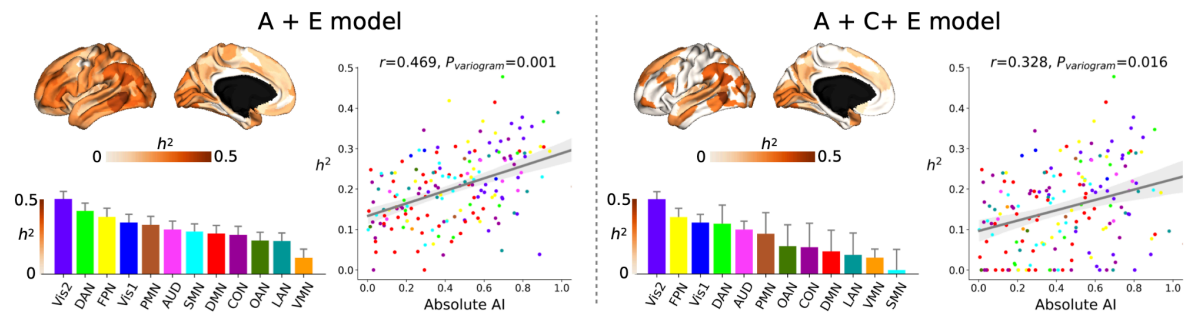 A + E model
h²
0
0.5
0.5
h²
0
Vis2
DAN
FPN
Vis1
PMN
AUD
SMN
DMN
CON
OAN
LAN
VMN
r=0.469, Pvariogram=0.001
0.5
0.4
0.3
h²
0.2
0.1
0.0
0.0 0.2 0.4 0.6 0.8 1.0
Absolute AI
A + C+ E model
h²
0
0.5
0.5
h²
0
Vis2
FPN
Vis1
DAN
AUD
PMN
OAN
CON
DMN
LAN
VMN
SMN
r=0.328, Pvariogram=0.016
0.5
0.4
0.3
h²
0.2
0.1
0.0
0.0 0.2 0.4 0.6 0.8 1.0
Absolute AI